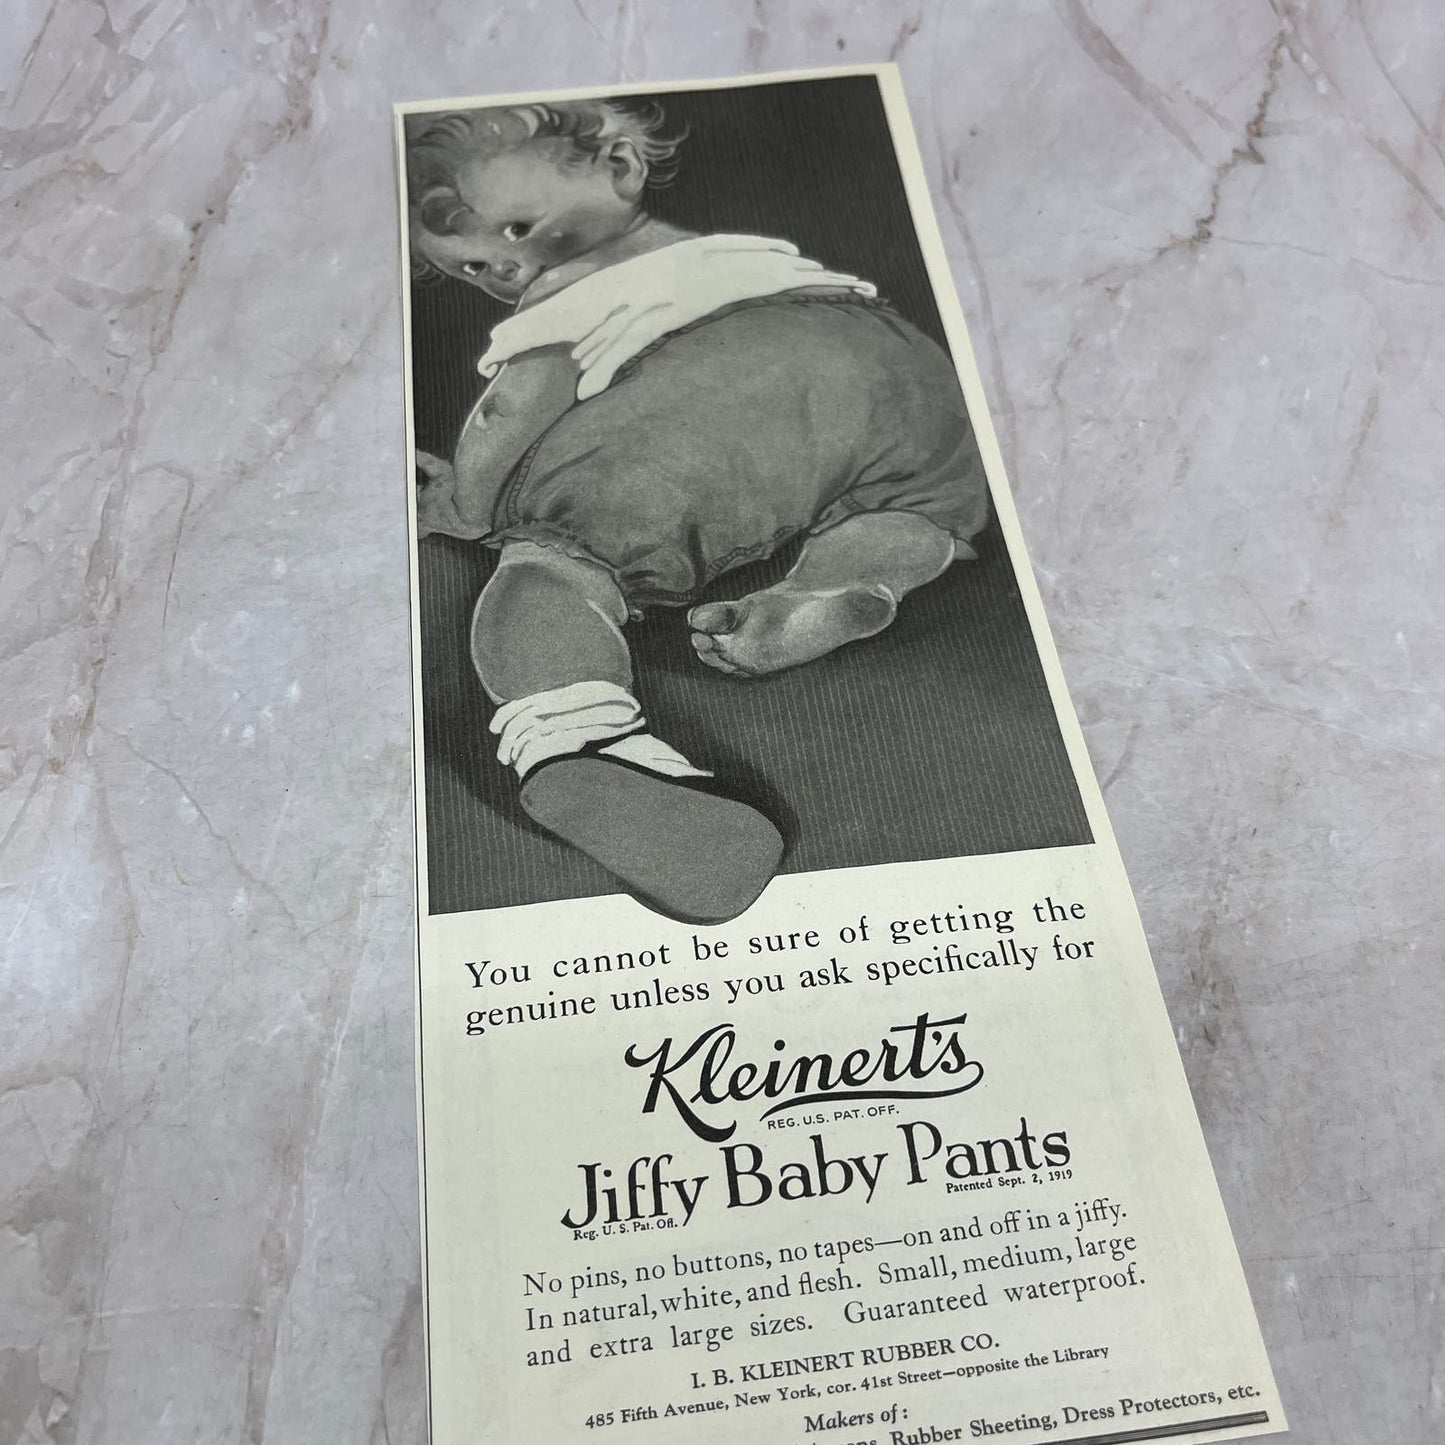 You cannot be sure of getting the
genuine unless you ask specifically for
Kleinert's
REG. U.S. PAT. OFF.
Jiffy Baby Pants
Reg. U. S. Pat. Off.
Patented Sept. 2, 1919
No pins, no buttons, no tapes—on and off in a jiffy.
In natural, white, and flesh. Small, medium, large
and extra large sizes. Guaranteed waterproof.
I. B. KLEINERT RUBBER CO.
485 Fifth Avenue, New York, cor. 41st Street—opposite the Library
Makers of:
Rubber Sheeting, Dress Protectors, etc.